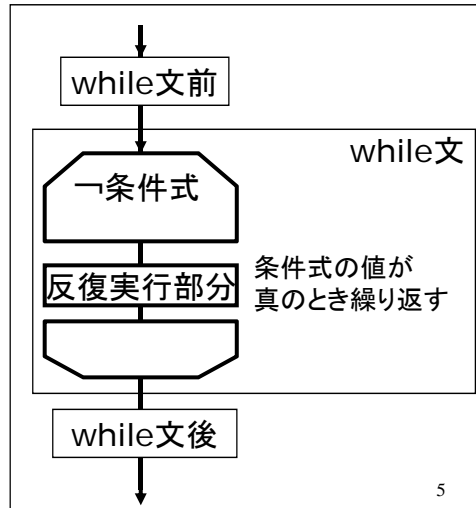 while文前
while文
¬条件式
反復実行部分
条件式の値が
真のとき繰り返す
while文後
5